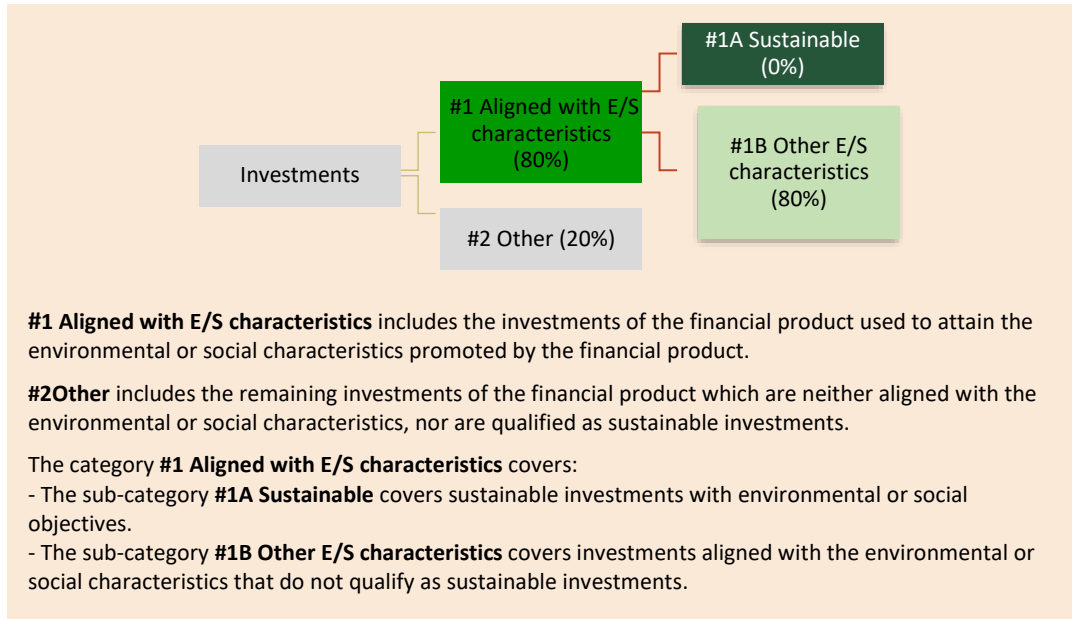 #1A Sustainable
(0%)
#1 Aligned with E/S
characteristics
(80%)
#1B Other E/S
characteristics
(80%)
Investments
#2 Other (20%)
#1 Aligned with E/S characteristics includes the investments of the financial product used to attain the
environmental or social characteristics promoted by the financial product.
#2Other includes the remaining investments of the financial product which are neither aligned with the
environmental or social characteristics, nor are qualified as sustainable investments.
The category #1 Aligned with E/S characteristics covers:
- The sub-category #1A Sustainable covers sustainable investments with environmental or social
objectives.
- The sub-category #1B Other E/S characteristics covers investments aligned with the environmental or
social characteristics that do not qualify as sustainable investments.